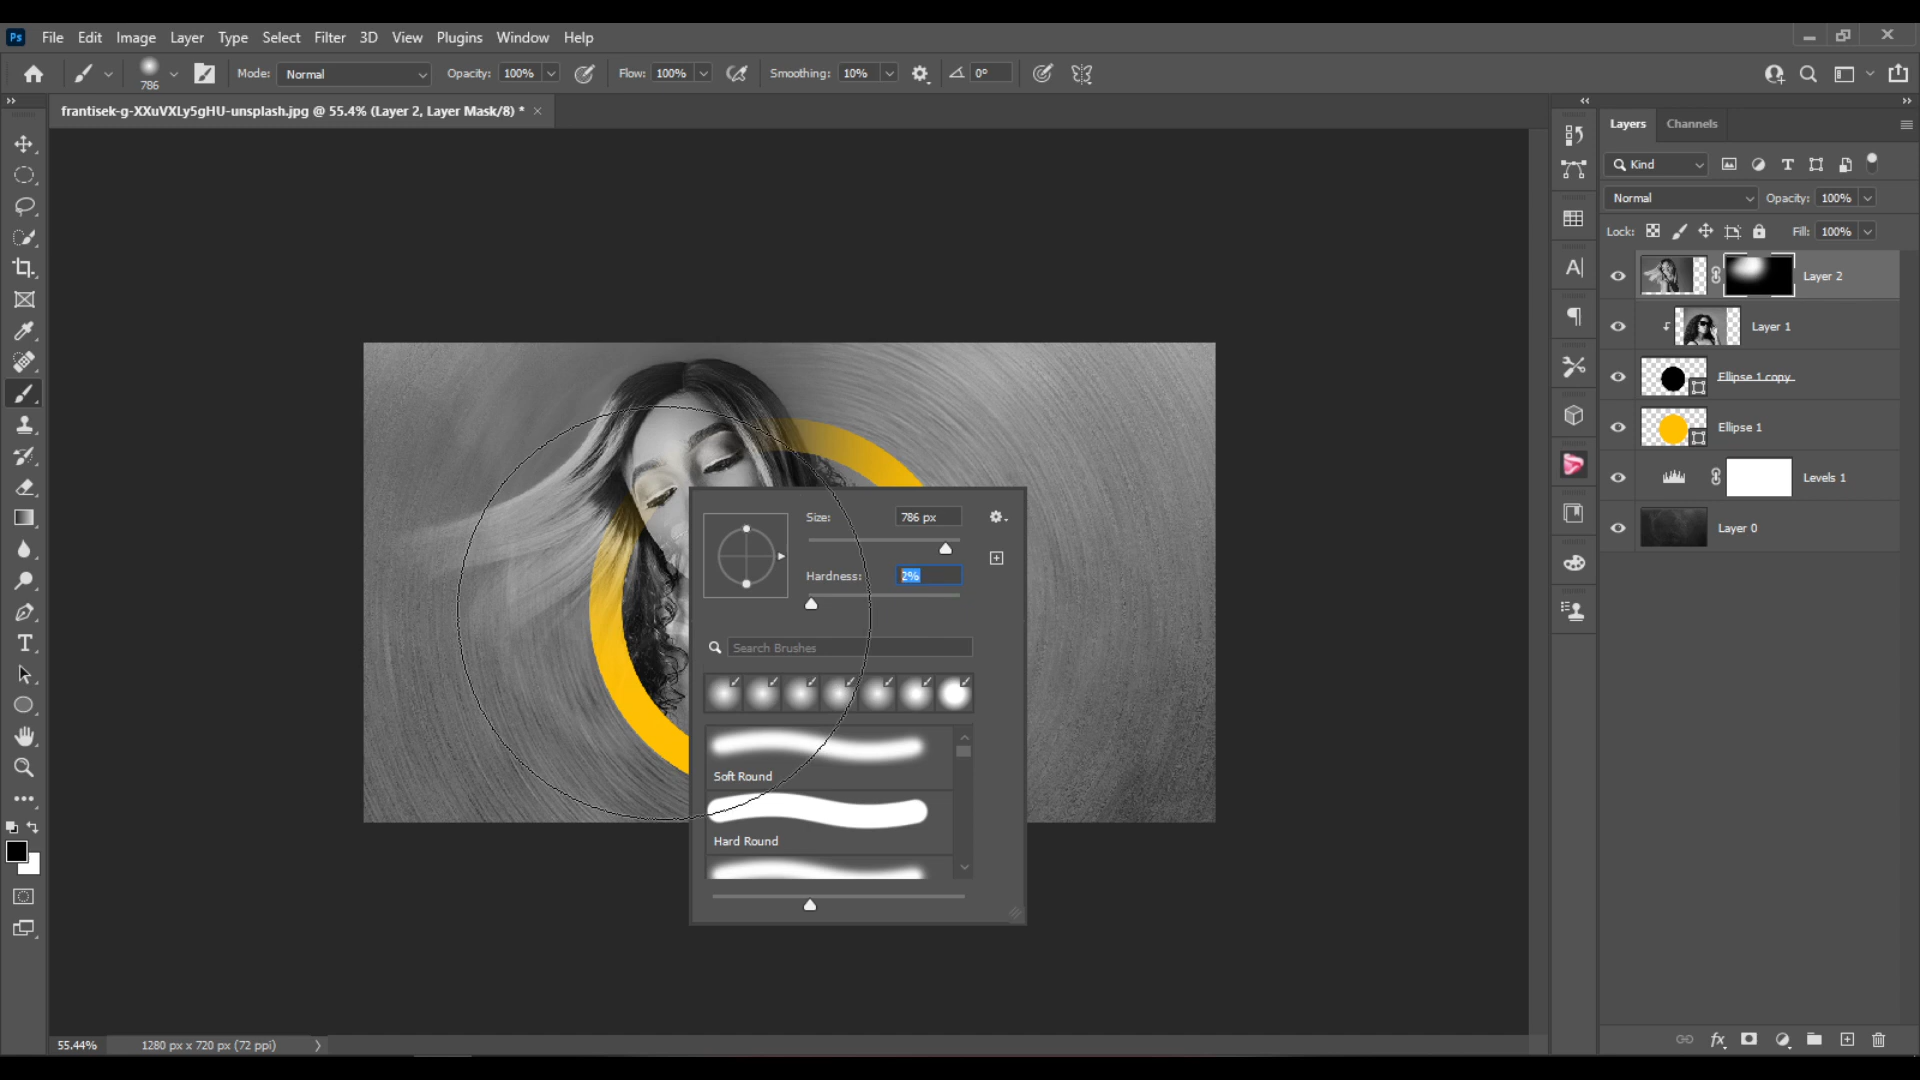 Ps File Edit Image Layer Type Select Filter 3D View Plugins Window Help
786 Mode: Normal Opacity: 100% Flow: 100% Smoothing: 10% 0°
frantisek-g-XXuVXLy5gHU-unsplash.jpg @ 55.4% (Layer 2, Layer Mask/8) * ×
Layers Channels
Kind
Normal Opacity: 100%
Lock: Fill: 100%
Layer 2
Layer 1
Ellipse 1 copy
Ellipse 1
Levels 1
Layer 0
Size: 786 px
Hardness: 2%
Search Brushes
Soft Round
Hard Round
55.44% 1280 px x 720 px (72 ppi)
fx